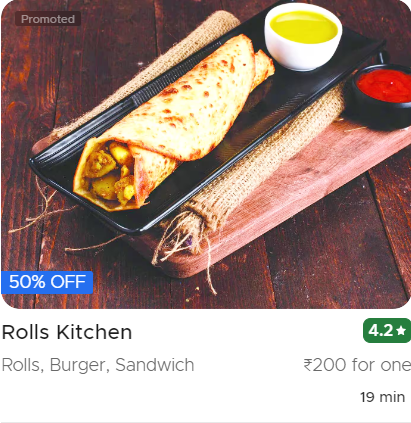 Promoted
50% OFF
Rolls Kitchen
4.2★
Rolls, Burger, Sandwich
₹200 for one
19 min